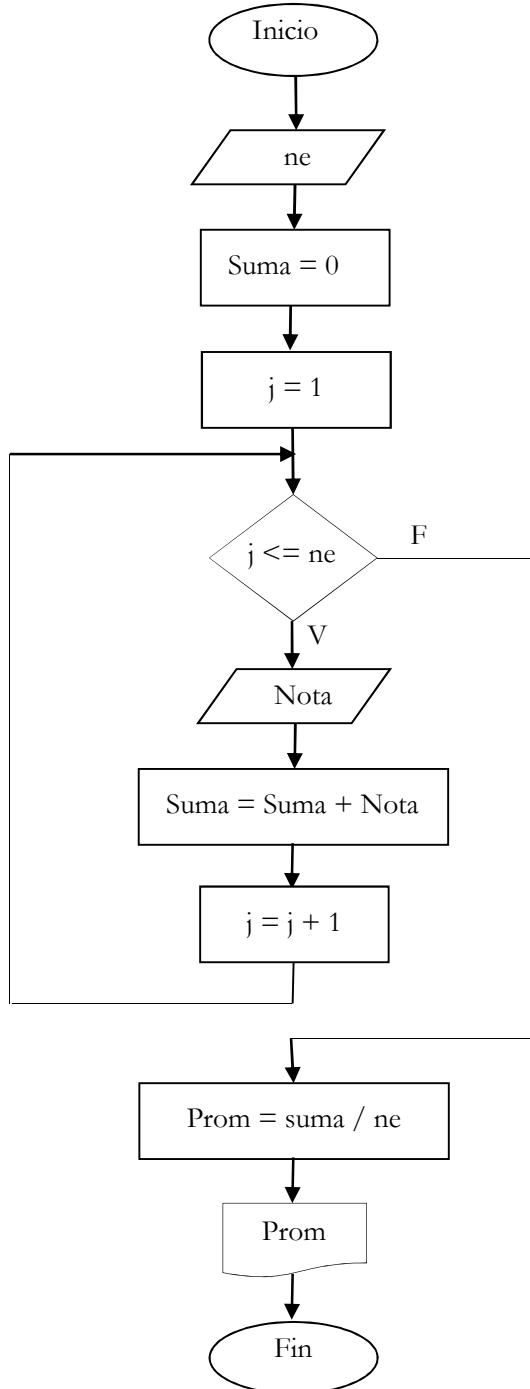 Inicio
ne
Suma = 0
j = 1
j <= ne
F
V
Nota
Suma = Suma + Nota
j = j + 1
Prom = suma / ne
Prom
Fin